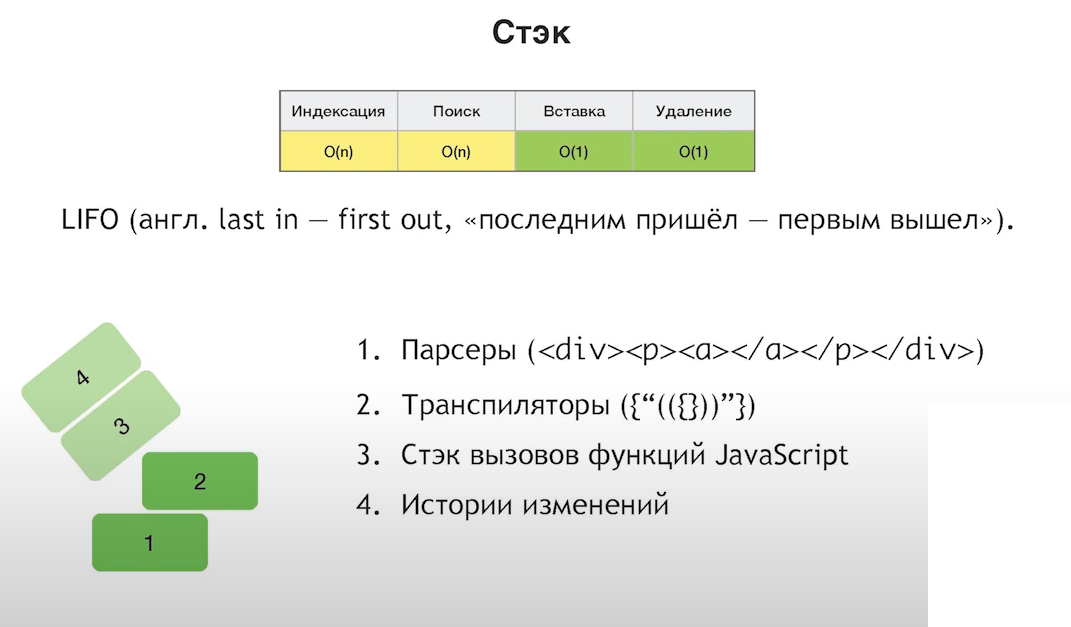 Стэк
Индексация Поиск Вставка Удаление
O(n) O(n) O(1) O(1)
LIFO (англ. last in — first out, «последним пришёл — первым вышел»).
1. Парсеры (<div><p><a></a></p></div>)
2. Транспиляторы ({“(({}))”})
3. Стэк вызовов функций JavaScript
4. Истории изменений
4
3
2
1